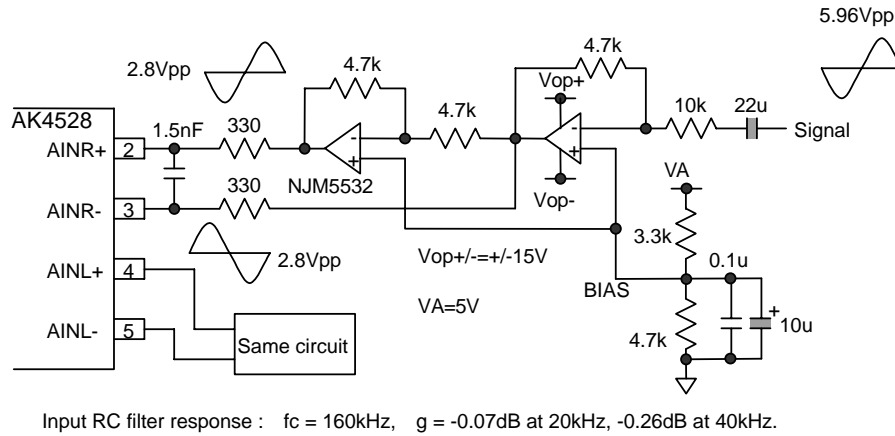 5.96Vpp
4.7k
2.8Vpp
4.7k
Vop+
10k
22u
AK4528
1.5nF
330
4.7k
Signal
AINR+
2
-
+
-
+
NJM5532
VA
330
Vop-
AINR-
3
3.3k
2.8Vpp
Vop+/-=+/-15V
0.1u
AINL+
4
BIAS
VA=5V
+
10u
AINL-
5
Same circuit
4.7k
Input RC filter response : fc = 160kHz, g = -0.07dB at 20kHz, -0.26dB at 40kHz.